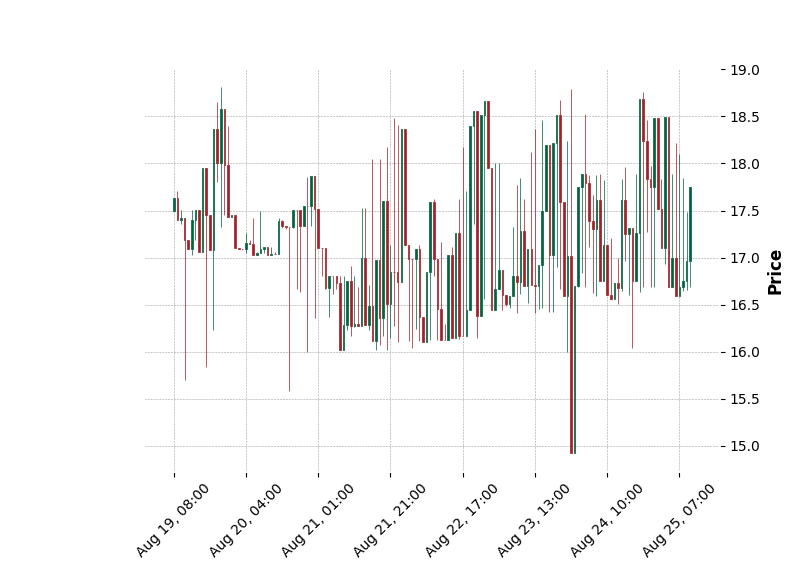 19.0
18.5
18.0
17.5
17.0
16.5
16.0
15.5
15.0
Price
Aug 19, 08:00
Aug 20, 04:00
Aug 21, 01:00
Aug 21, 21:00
Aug 22, 17:00
Aug 23, 13:00
Aug 24, 10:00
Aug 25, 07:00